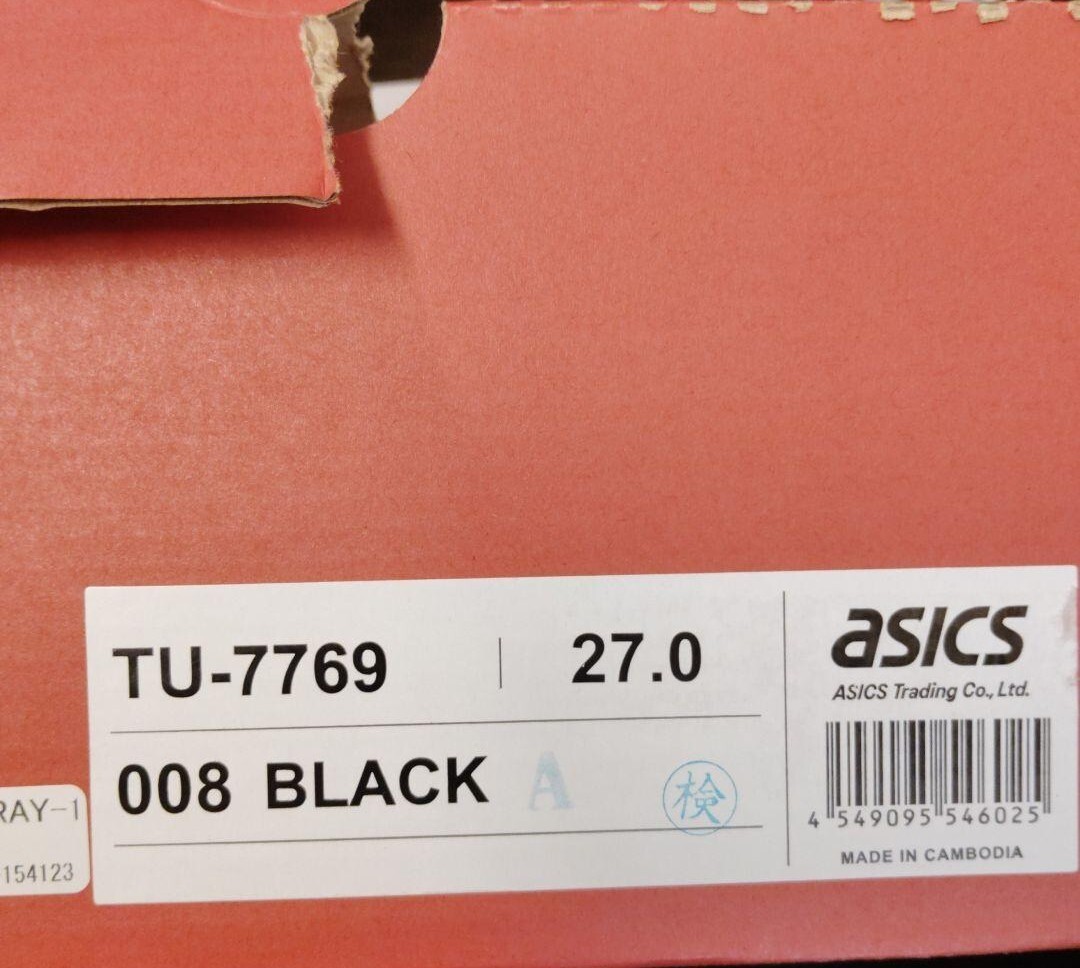 TU-7769 27.0
008 BLACK A 検
asics
ASICS Trading Co., Ltd.
4 549095 546025
MADE IN CAMBODIA
RAY-1
154123